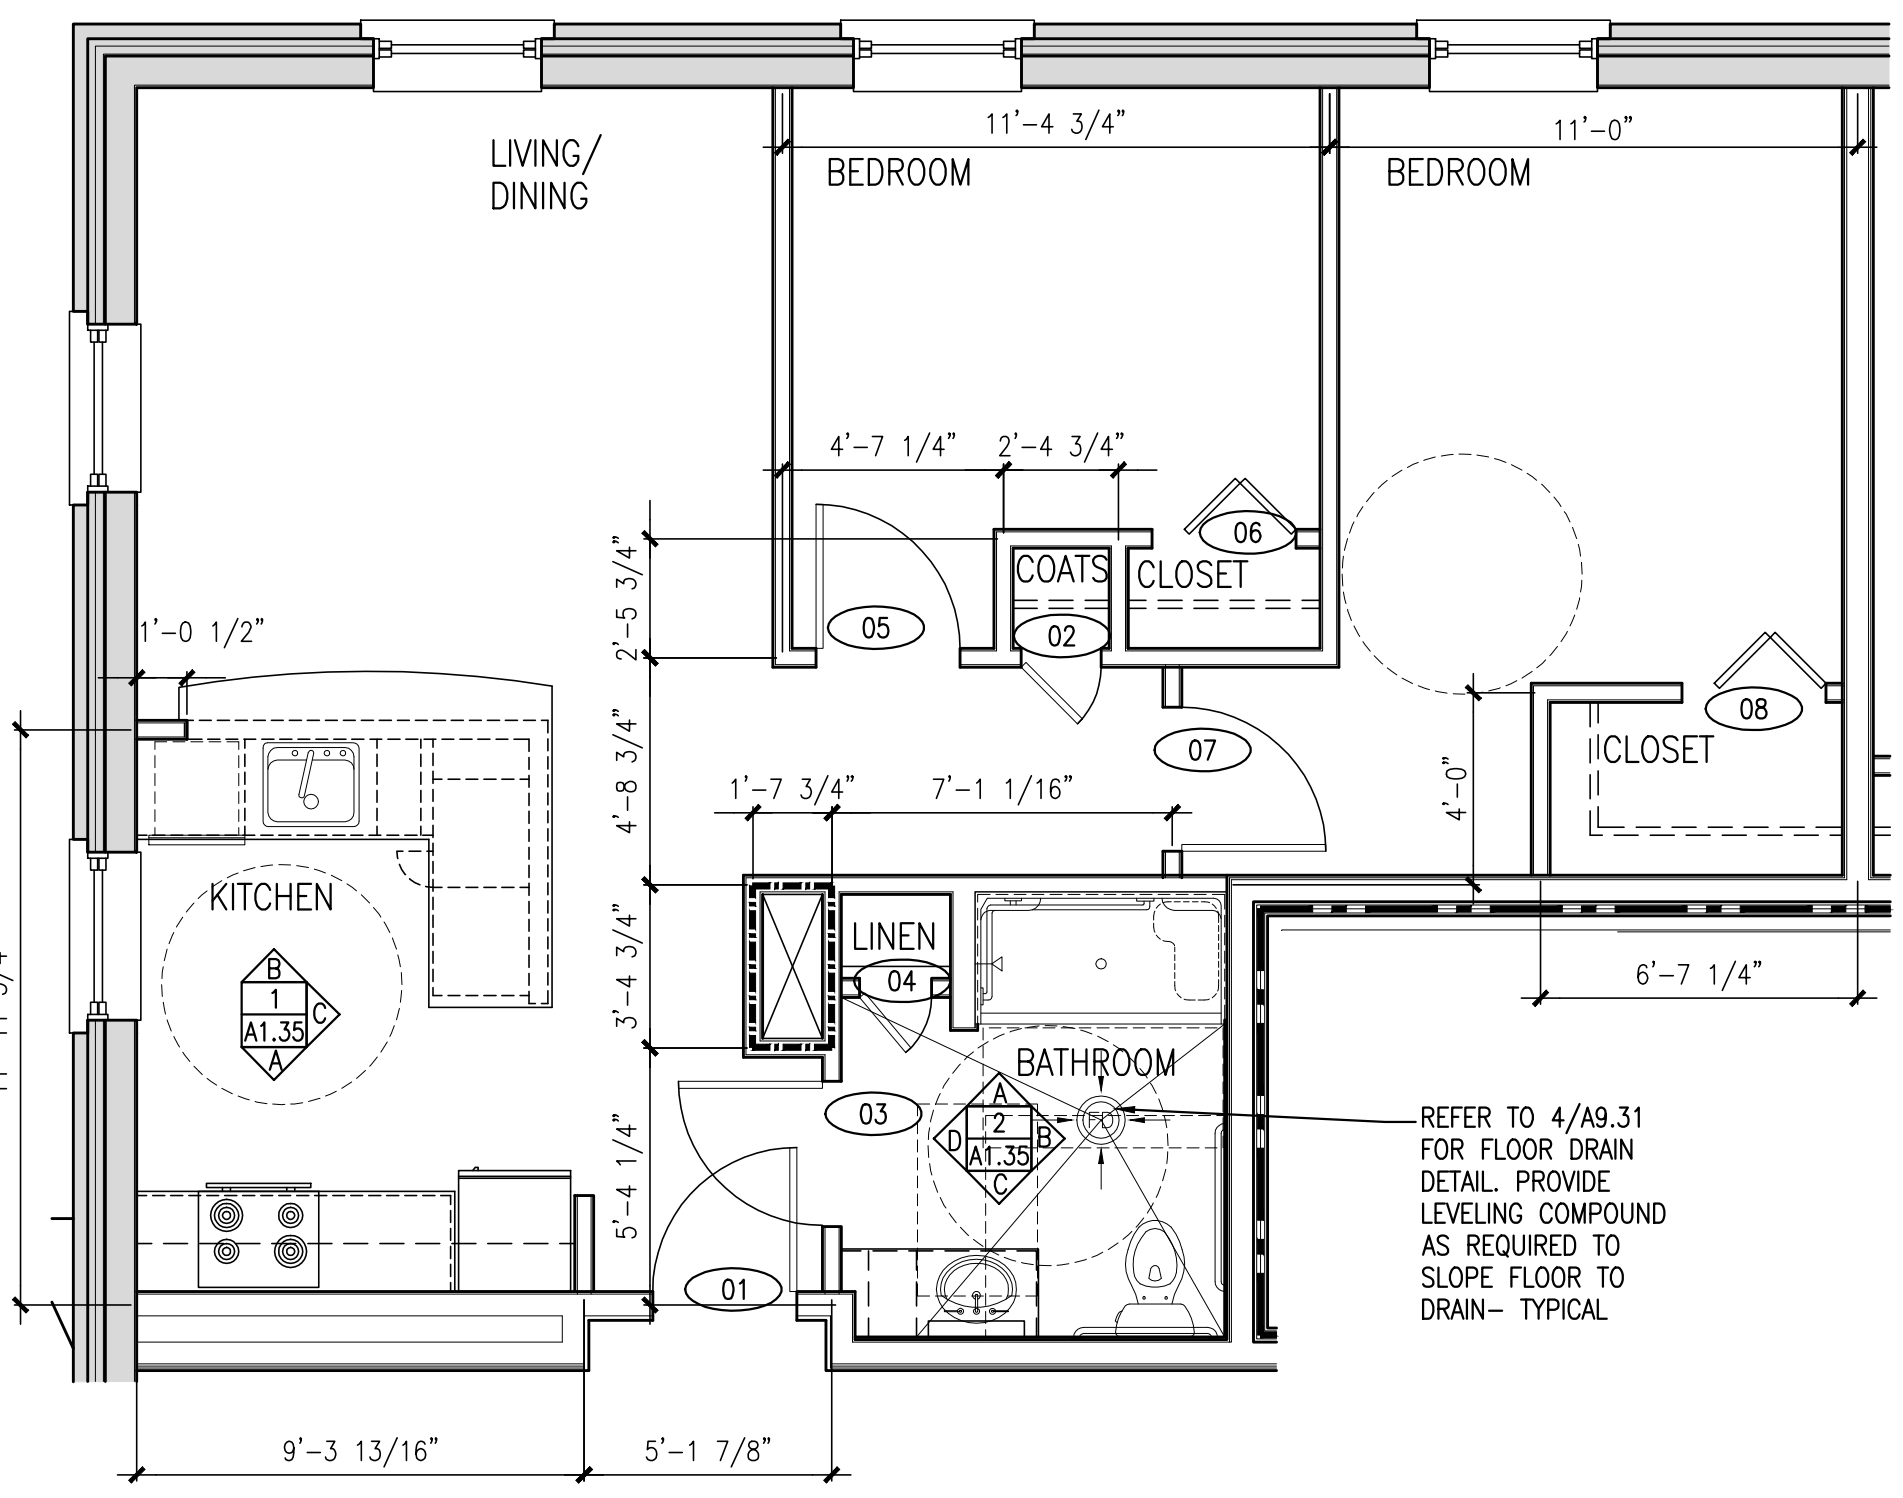 11'-4 3/4"
11'-0"
LIVING/
DINING
BEDROOM
BEDROOM
4'-7 1/4"
2'-4 3/4"
06
COATS
CLOSET
2'-5 3/4"
05
02
1'-0 1/2"
08
07
CLOSET
4'-8 3/4"
4'-0"
1'-7 3/4"
7'-1 1/16"
KITCHEN
LINEN
04
3'-4 3/4"
6'-7 1/4"
B
1
C
A1.35
A
BATHROOM
03
A
2
D
B
A1.35
C
FD
5'-4 1/4"
REFER TO 4/A9.31
FOR FLOOR DRAIN
DETAIL. PROVIDE
LEVELING COMPOUND
AS REQUIRED TO
SLOPE FLOOR TO
DRAIN- TYPICAL
01
9'-3 13/16"
5'-1 7/8"